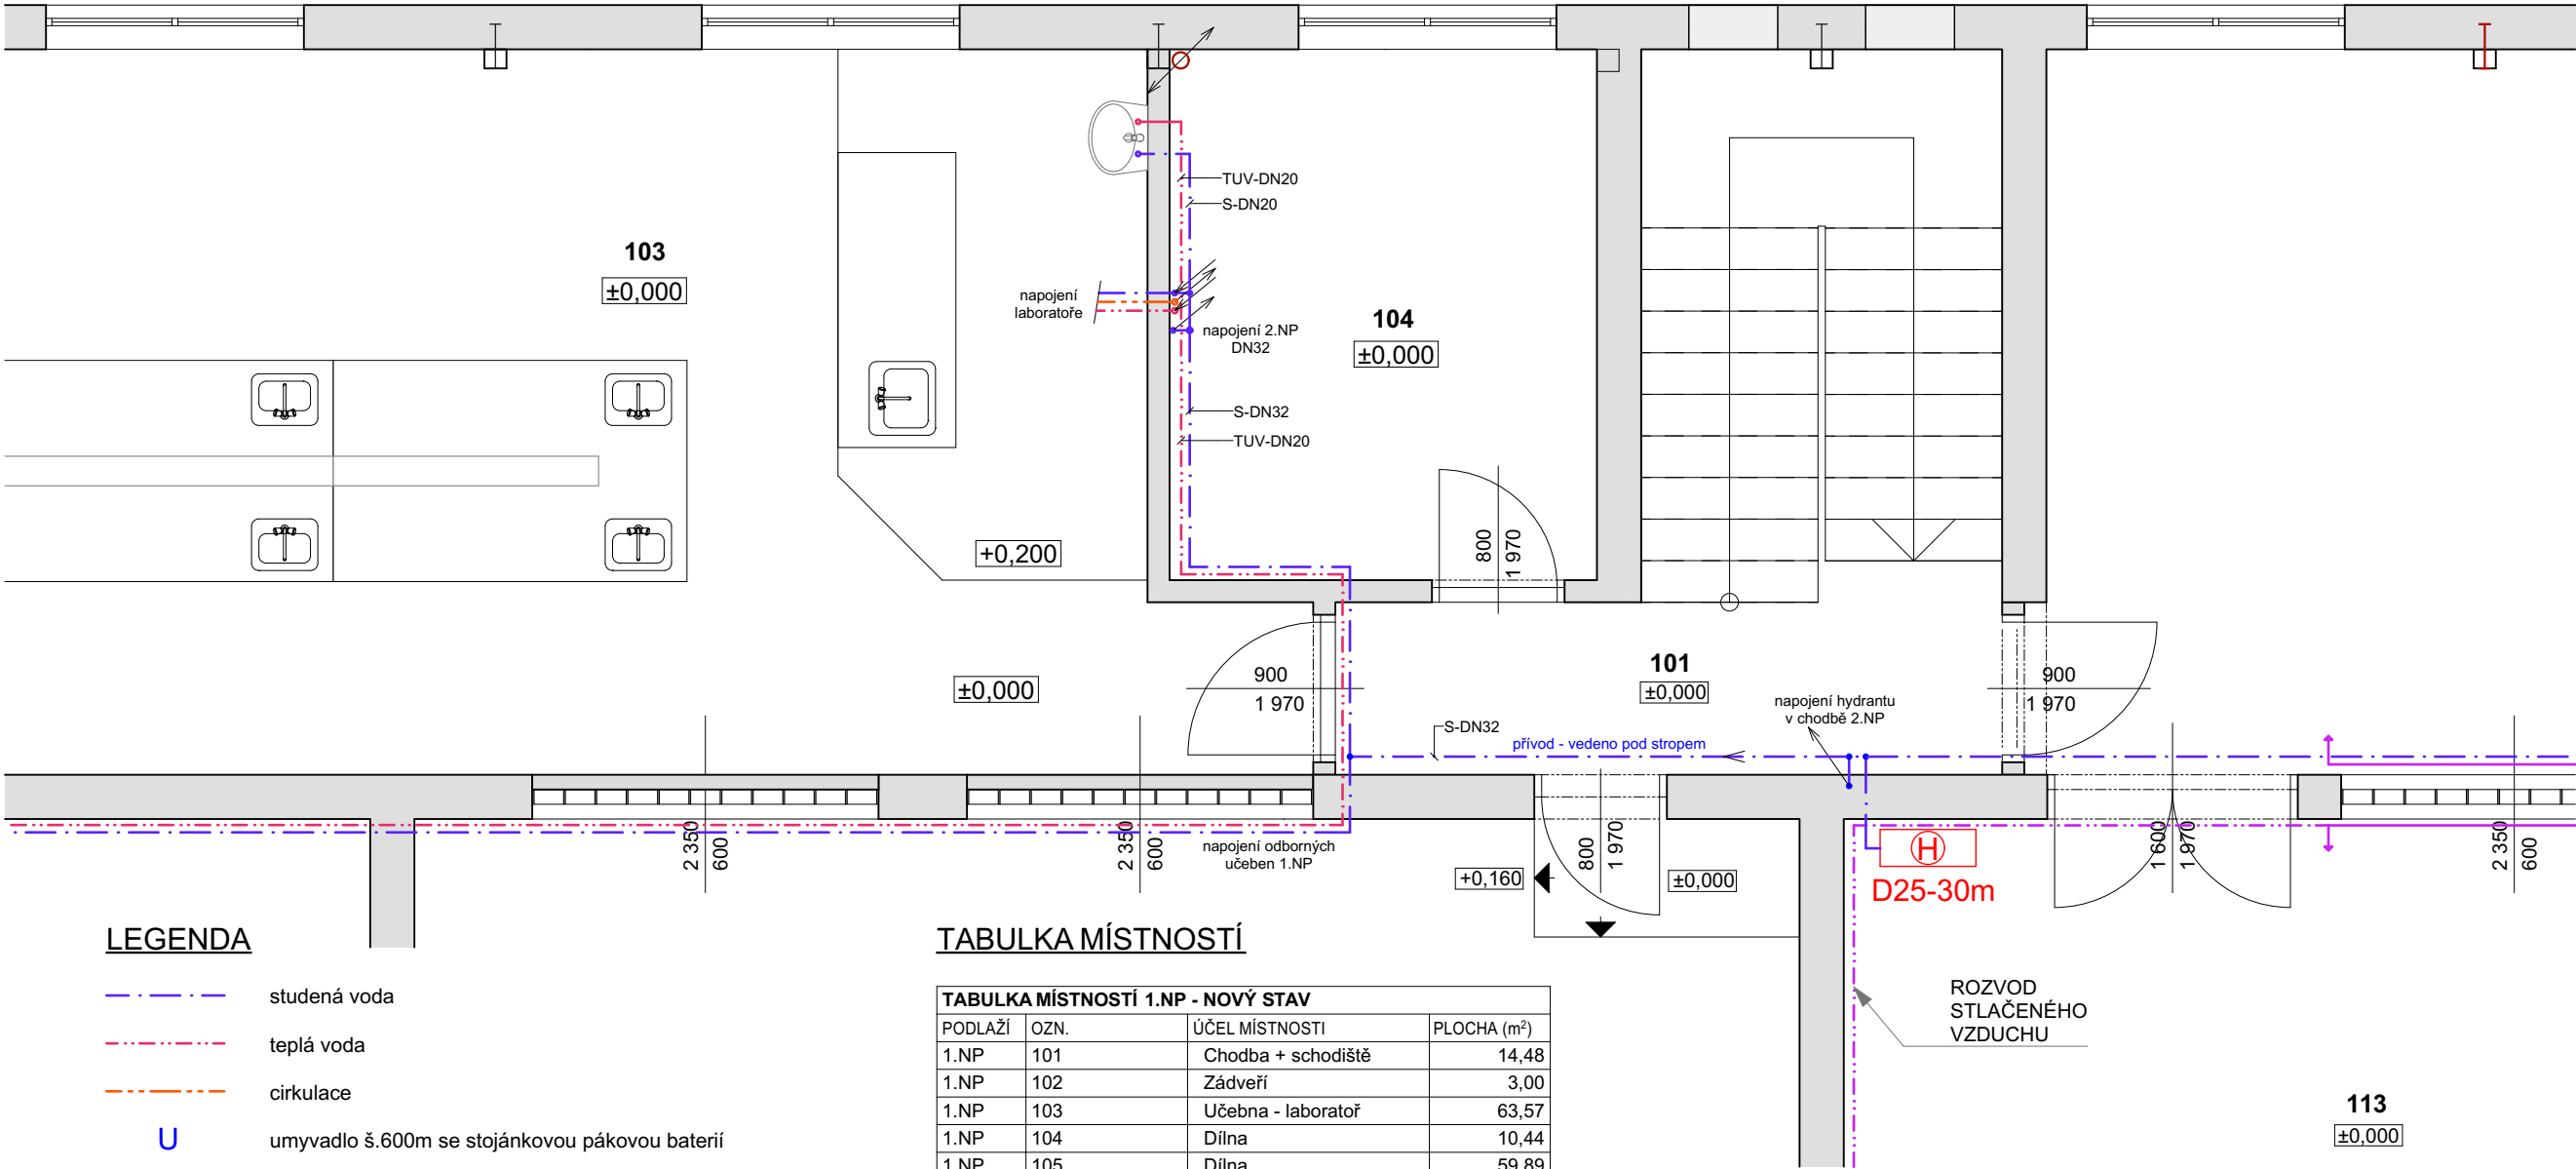 TUV-DN20
S-DN20
103
±0,000
napojení
laboratoře
napojení 2.NP
DN32
104
±0,000
S-DN32
TUV-DN20
+0,200
800
1 970
±0,000
900
1 970
101
±0,000
napojení hydrantu
v chodbě 2.NP
900
1 970
S-DN32
přívod - vedeno pod stropem
2 350
600
2 350
600
napojení odborných
učeben 1.NP
800
1 970
+0,160
±0,000
H
D25-30m
1 600
1 970
2 350
600
LEGENDA
studená voda
teplá voda
cirkulace
U umyvadlo š.600m se stojánkovou pákovou baterií
TABULKA MÍSTNOSTÍ
TABULKA MÍSTNOSTÍ 1.NP - NOVÝ STAV
PODLAŽÍ OZN. ÚČEL MÍSTNOSTI PLOCHA (m²)
1.NP 101 Chodba + schodiště 14,48
1.NP 102 Zádveří 3,00
1.NP 103 Učebna - laboratoř 63,57
1.NP 104 Dílna 10,44
1.NP 105 Dílna 59,89
ROZVOD
STLAČENÉHO
VZDUCHU
113
±0,000